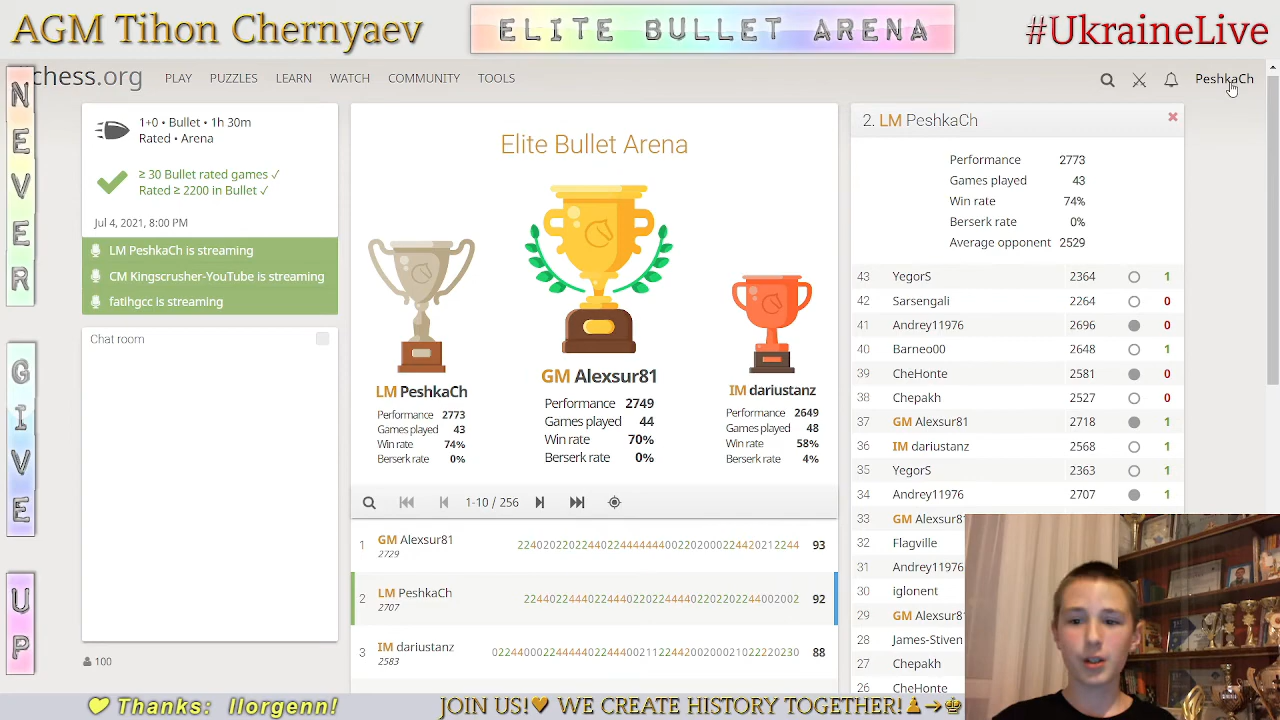 AGM Tihon Chernyaev
ELITE BULLET ARENA
#UkraineLive
NEVER
GIVE
UP
chess.org
PLAY PUZZLES LEARN WATCH COMMUNITY TOOLS
PeshkaCh
1+0 • Bullet • 1h 30m
Rated • Arena
≥ 30 Bullet rated games ✓
Rated ≥ 2200 in Bullet ✓
Jul 4, 2021, 8:00 PM
LM PeshkaCh is streaming
CM Kingscrusher-YouTube is streaming
fatihgcc is streaming
Chat room
100
Elite Bullet Arena
LM PeshkaCh
Performance 2773
Games played 43
Win rate 74%
Berserk rate 0%
GM Alexsur81
Performance 2749
Games played 44
Win rate 70%
Berserk rate 0%
IM dariustanz
Performance 2649
Games played 48
Win rate 58%
Berserk rate 4%
1-10 / 256
1 GM Alexsur81 22402022022440224444444002202000224420212244 93
2729
2 LM PeshkaCh 2244022440224440220224444022022022440020​02 92
2707
3 IM dariustanz 88
2583
2. LM PeshkaCh
Performance 2773
Games played 43
Win rate 74%
Berserk rate 0%
Average opponent 2529
43 YegorS 2364 1
42 Sarsengali 2264 0
41 Andrey11976 2696 0
40 Barneo00 2648 1
39 CheHonte 2581 0
38 Chepakh 2527 0
37 GM Alexsur81 2718 1
36 IM dariustanz 2568 1
35 YegorS 2363 1
34 Andrey11976 2707 1
33 GM Alexsur8
32 Flagville
31 Andrey11976
30 iglonent
29 GM Alexsur8
28 James-Stiven
27 Chepakh
26 CheHonte
Thanks: llorgenn!
JOIN US! WE CREATE HISTORY TOGETHER!